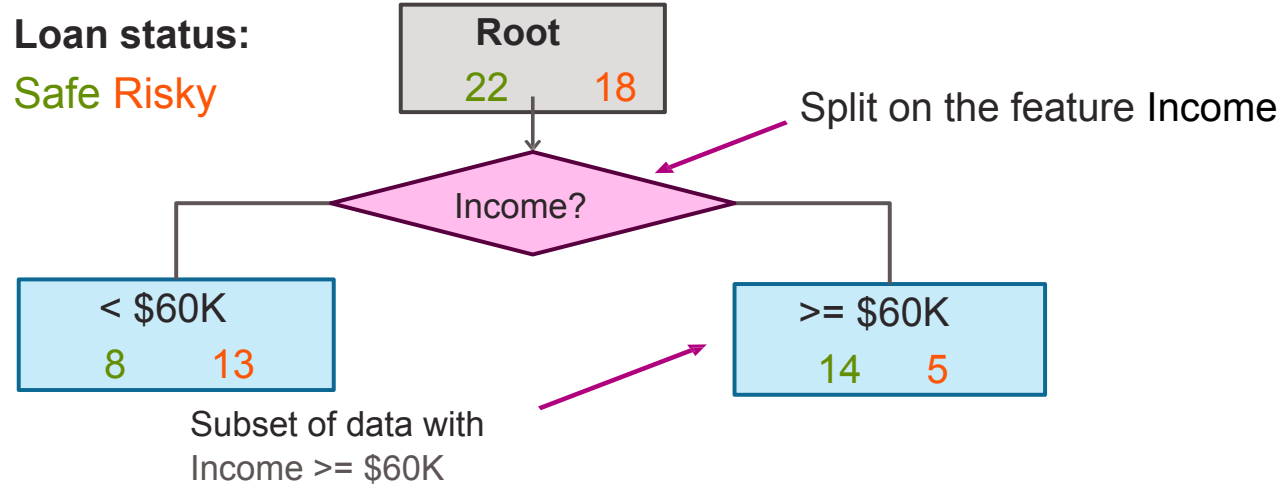 Loan status:
Safe Risky
Root
22 18
Split on the feature Income
Income?
< $60K
8 13
>= $60K
14 5
Subset of data with
Income >= $60K